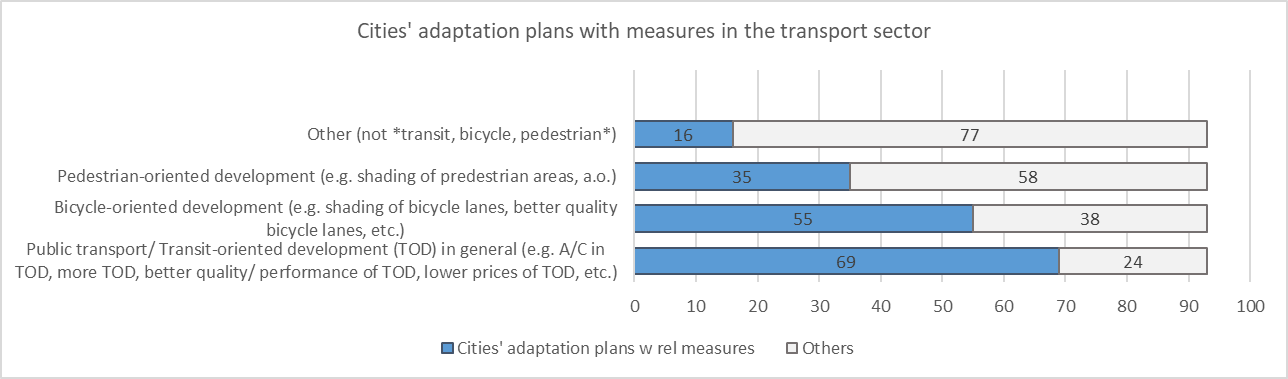 Cities' adaptation plans with measures in the transport sector
Other (not *transit, bicycle, pedestrian*)
16
77
Pedestrian-oriented development (e.g. shading of predestrian areas, a.o.)
35
58
Bicycle-oriented development (e.g. shading of bicycle lanes, better quality
bicycle lanes, etc.)
55
38
Public transport/ Transit-oriented development (TOD) in general (e.g. A/C in
TOD, more TOD, better quality/ performance of TOD, lower prices of TOD, etc.)
69
24
0 10 20 30 40 50 60 70 80 90 100
Cities' adaptation plans w rel measures
Others